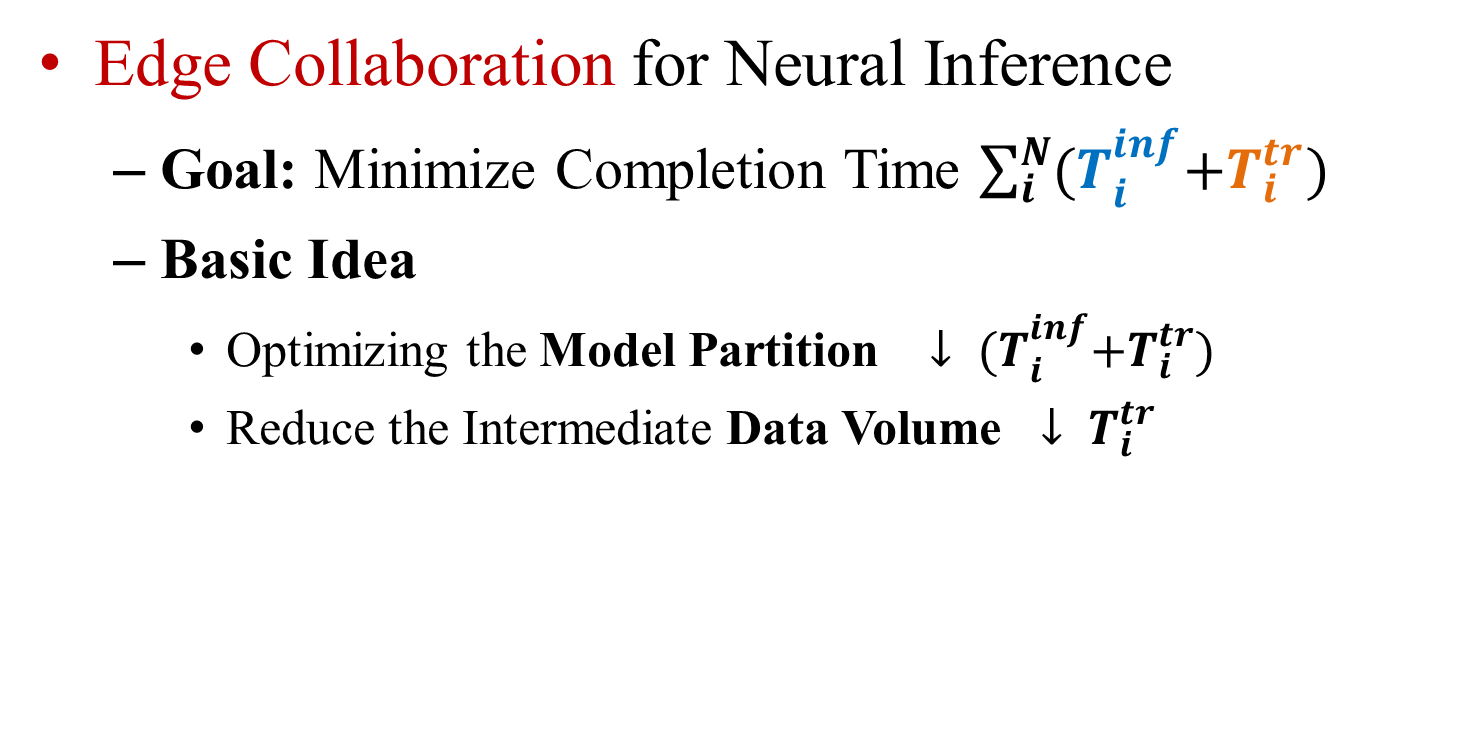 • Edge Collaboration for Neural Inference
– Goal: Minimize Completion Time ∑_i^N(T_i^{inf}+T_i^{tr})
– Basic Idea
• Optimizing the Model Partition ↓ (T_i^{inf}+T_i^{tr})
• Reduce the Intermediate Data Volume ↓ T_i^{tr}